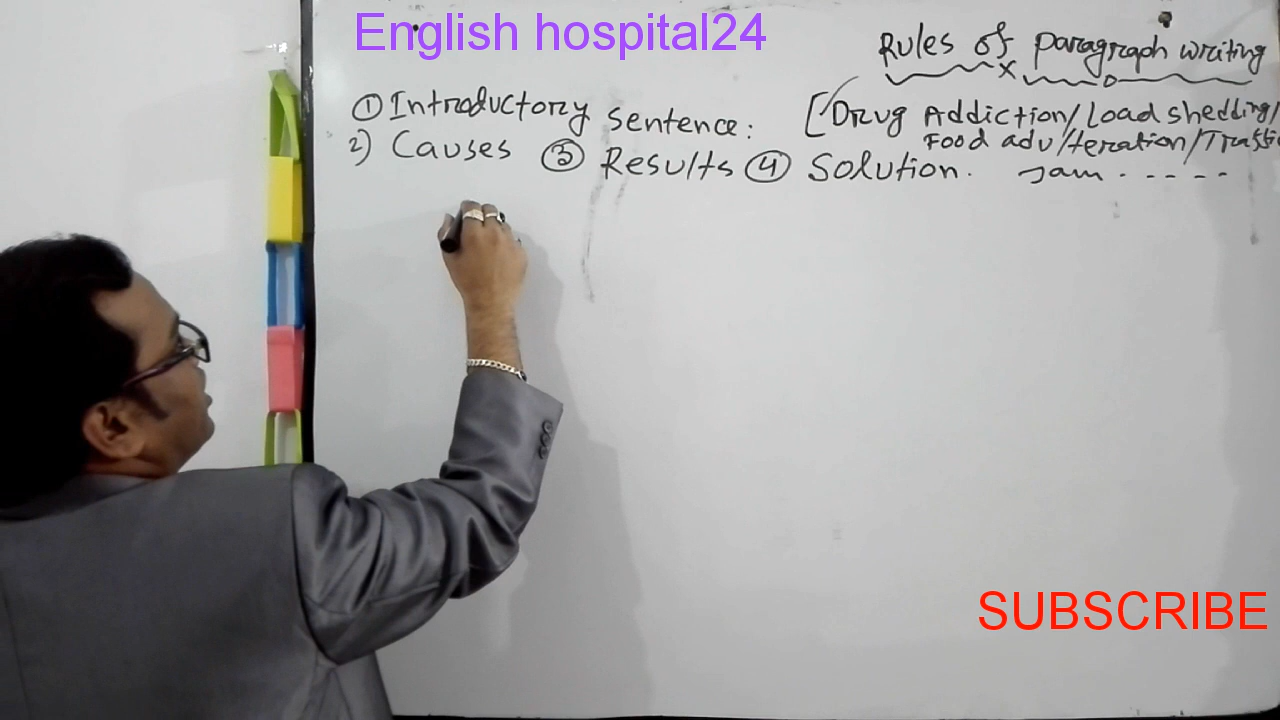 English hospital24
Rules of paragraph writing
① Introductory sentence: [Drug Addiction/Load shedding/
Food adulteration/Traffic
2) Causes ③ Results ④ Solution. Jam - - - - -
SUBSCRIBE